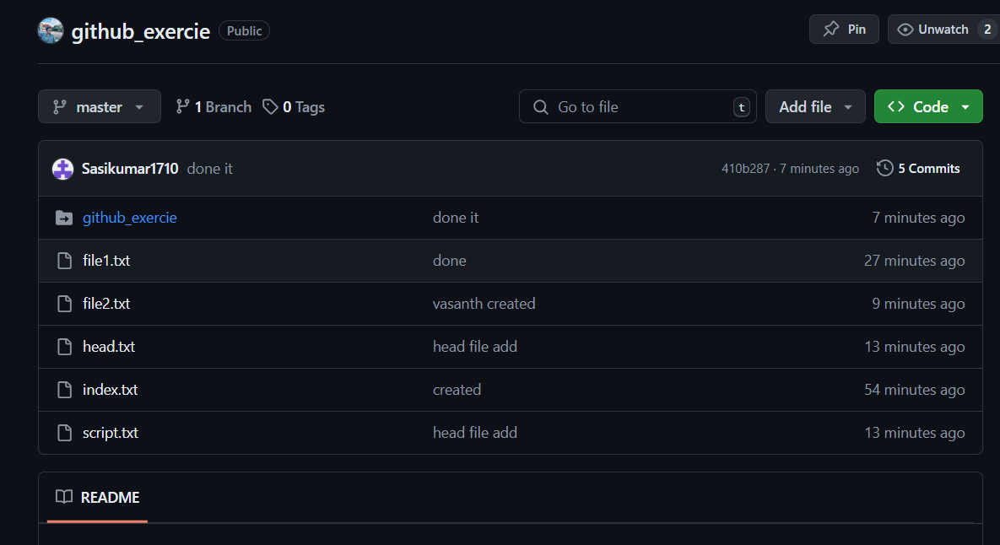 github_exercie Public Pin Unwatch 2
master 1 Branch 0 Tags Go to file t Add file Code
Sasikumar1710 done it 410b287 · 7 minutes ago 5 Commits
github_exercie done it 7 minutes ago
file1.txt done 27 minutes ago
file2.txt vasanth created 9 minutes ago
head.txt head file add 13 minutes ago
index.txt created 54 minutes ago
script.txt head file add 13 minutes ago
README